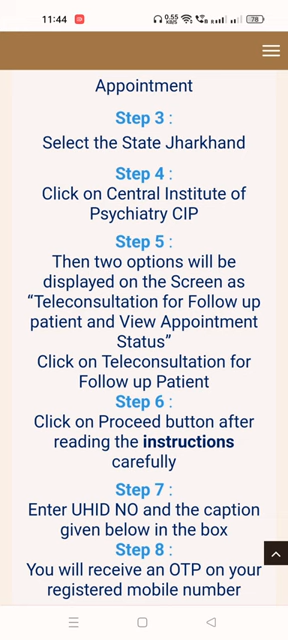 11:44
0.55
KB/S
78
Appointment
Step 3 :
Select the State Jharkhand
Step 4 :
Click on Central Institute of
Psychiatry CIP
Step 5 :
Then two options will be
displayed on the Screen as
“Teleconsultation for Follow up
patient and View Appointment
Status”
Click on Teleconsultation for
Follow up Patient
Step 6 :
Click on Proceed button after
reading the instructions
carefully
Step 7 :
Enter UHID NO and the caption
given below in the box
Step 8 :
You will receive an OTP on your
registered mobile number